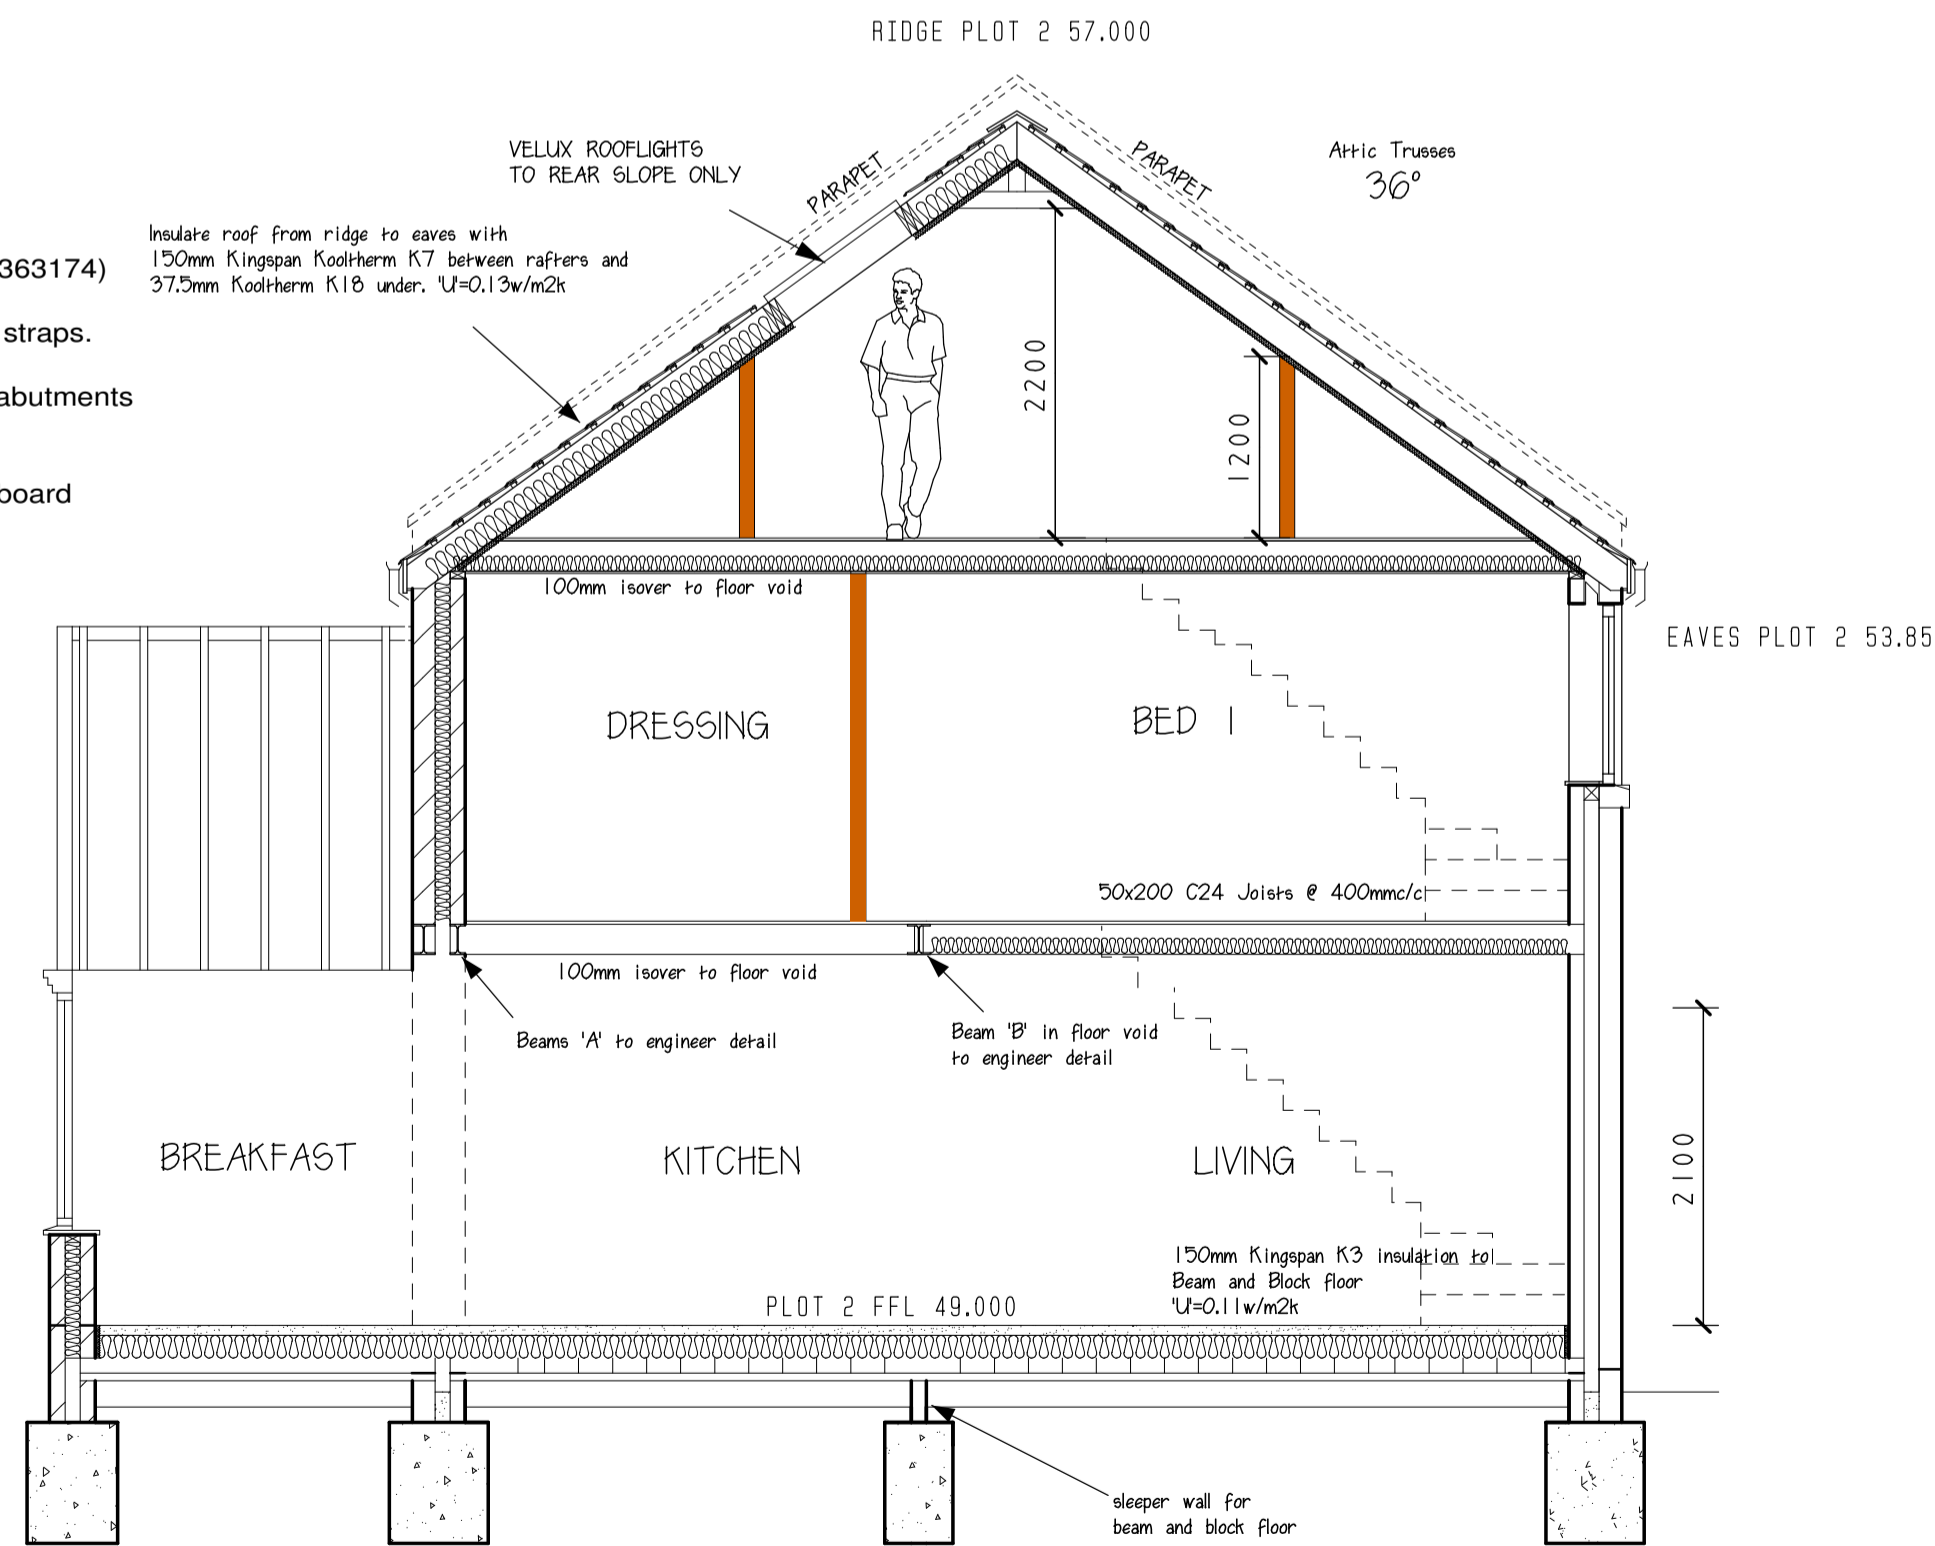 RIDGE PLOT 2 57.000
VELUX ROOFLIGHTS
TO REAR SLOPE ONLY
PARAPET
PARAPET
Attic Trusses
36°
Insulate roof from ridge to eaves with
150mm Kingspan Kooltherm K7 between rafters and
37.5mm Kooltherm K18 under. 'U'=0.13w/m2k
363174)
straps.
abutments
board
2200
1200
100mm isover to floor void
EAVES PLOT 2 53.85
DRESSING
BED 1
50x200 C24 Joists @ 400mmc/c
100mm isover to floor void
Beams 'A' to engineer detail
Beam 'B' in floor void
to engineer detail
2100
BREAKFAST
KITCHEN
LIVING
150mm Kingspan K3 insulation to
Beam and Block floor
'U'=0.11w/m2k
PLOT 2 FFL 49.000
sleeper wall for
beam and block floor